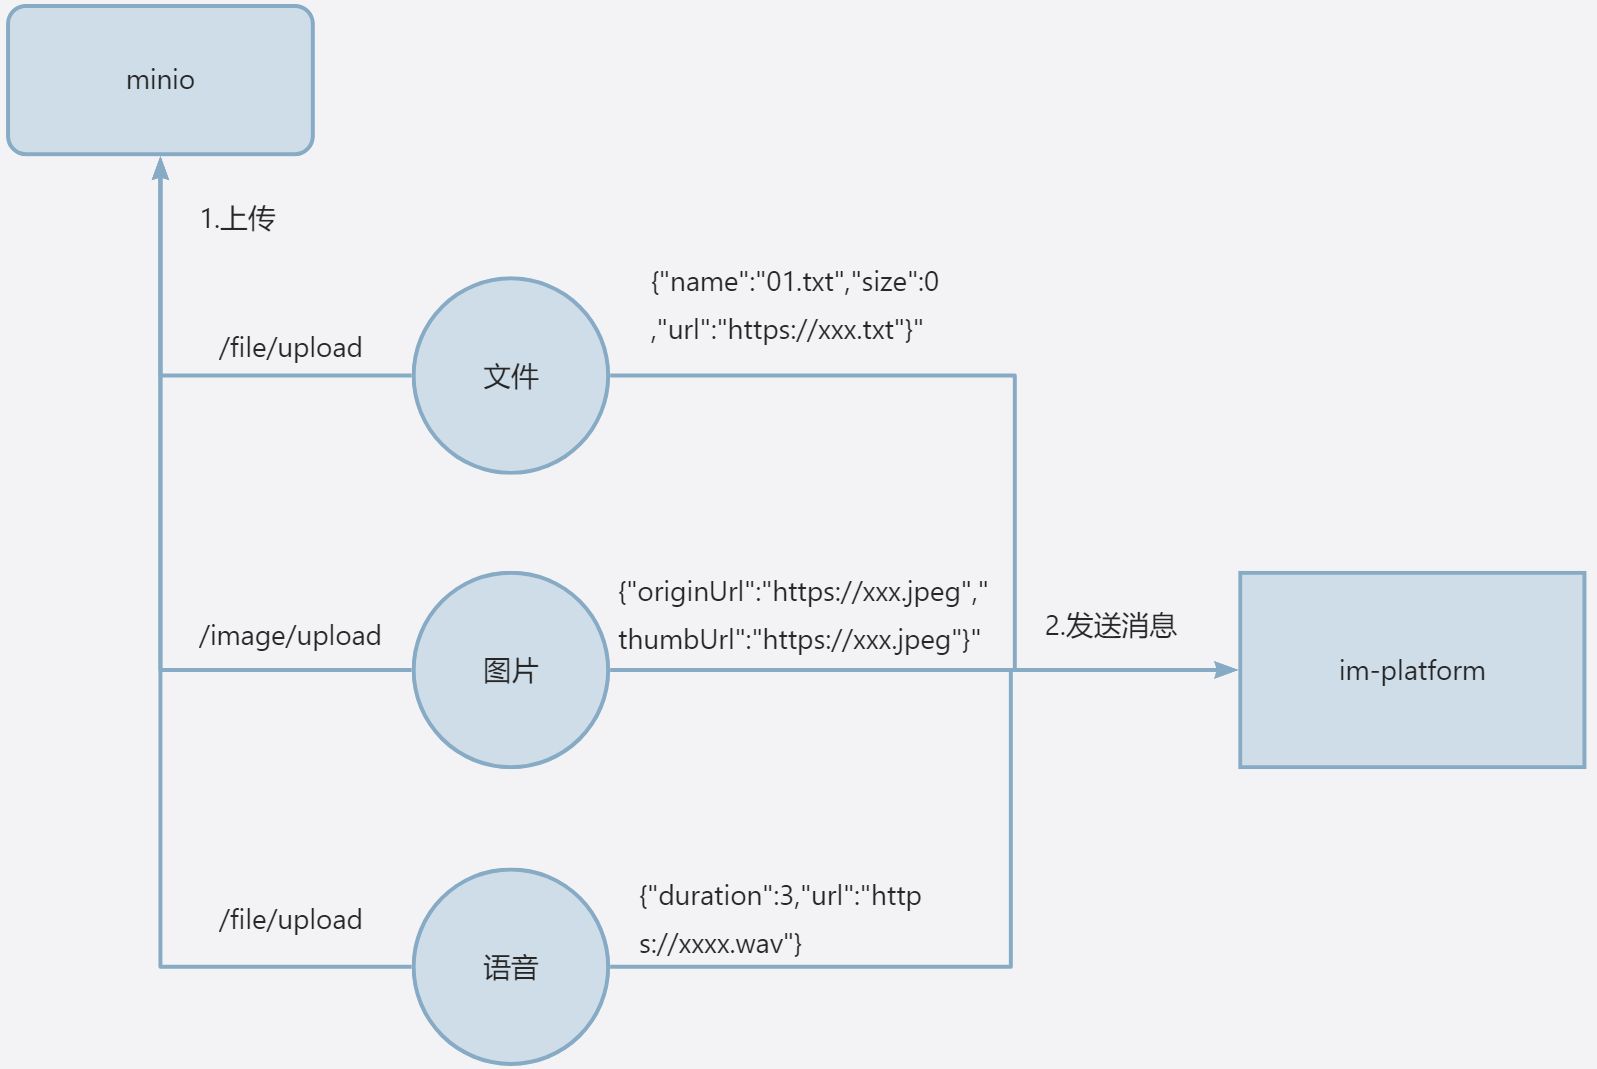 minio
1.上传
{"name":"01.txt","size":0
,"url":"https://xxx.txt"}"
/file/upload
文件
{"originUrl":"https://xxx.jpeg","
thumbUrl":"https://xxx.jpeg"}"
/image/upload
图片
2.发送消息
im-platform
{"duration":3,"url":"http
s://xxxx.wav"}
/file/upload
语音